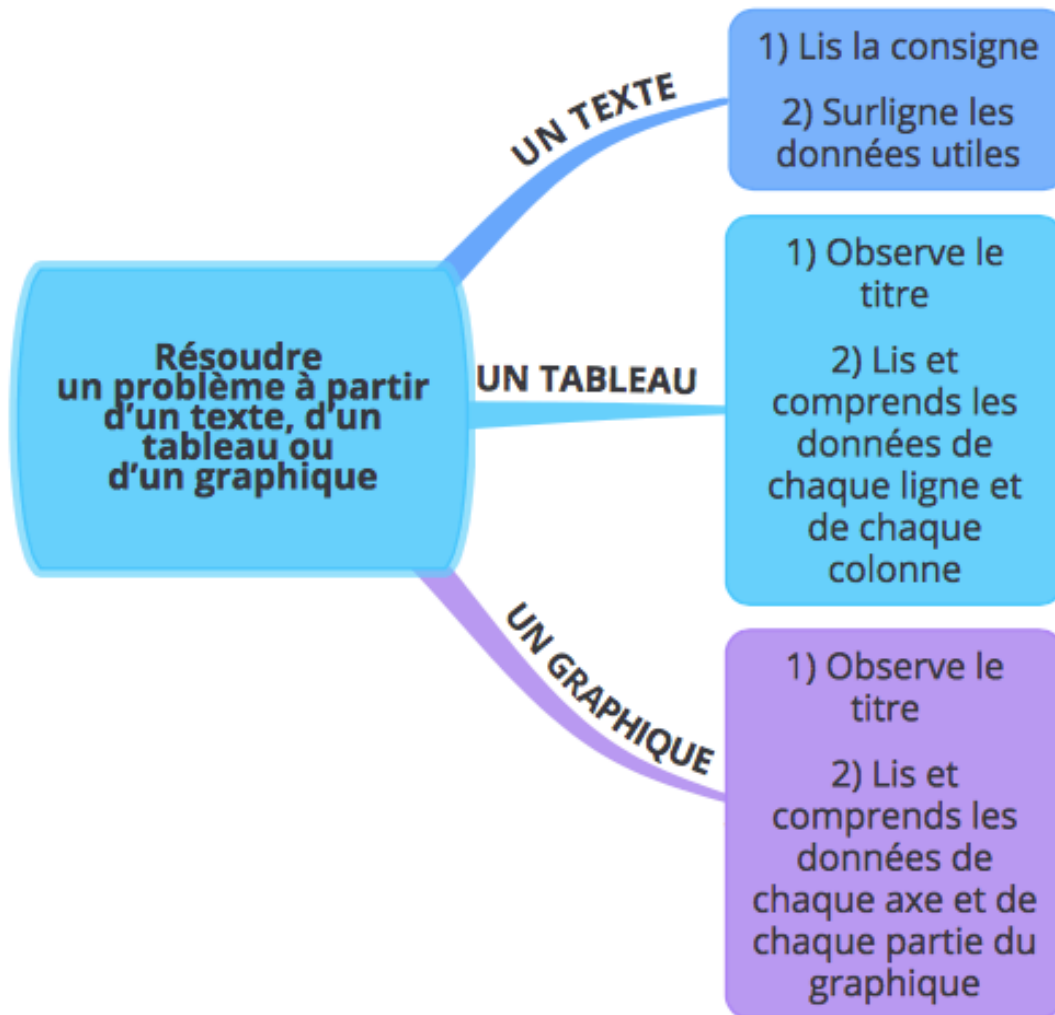 Résoudre
un problème à partir
d'un texte, d'un
tableau ou
d'un graphique
UN TEXTE
1) Lis la consigne
2) Surligne les
données utiles
UN TABLEAU
1) Observe le
titre
2) Lis et
comprends les
données de
chaque ligne et
de chaque
colonne
UN GRAPHIQUE
1) Observe le
titre
2) Lis et
comprends les
données de
chaque axe et de
chaque partie du
graphique